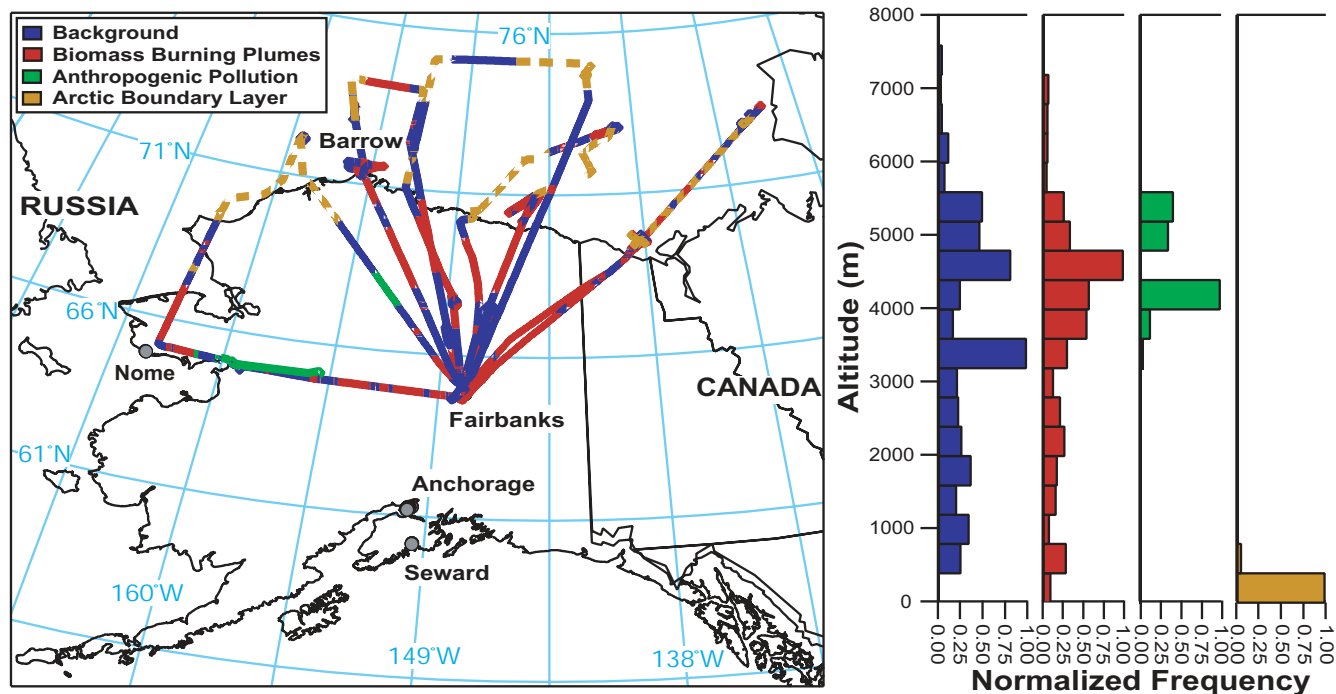 Background
Biomass Burning Plumes
Anthropogenic Pollution
Arctic Boundary Layer
76°N
71°N
Barrow
RUSSIA
66°N
Nome
Fairbanks
CANADA
61°N
Anchorage
Seward
160°W
149°W
138°W
Altitude (m)
8000
7000
6000
5000
4000
3000
2000
1000
0
0.00 0.25 0.50 0.75 1.00
0.00 0.25 0.50 0.75 1.00
0.00 0.25 0.50 0.75 1.00
0.00 0.25 0.50 0.75 1.00
Normalized Frequency